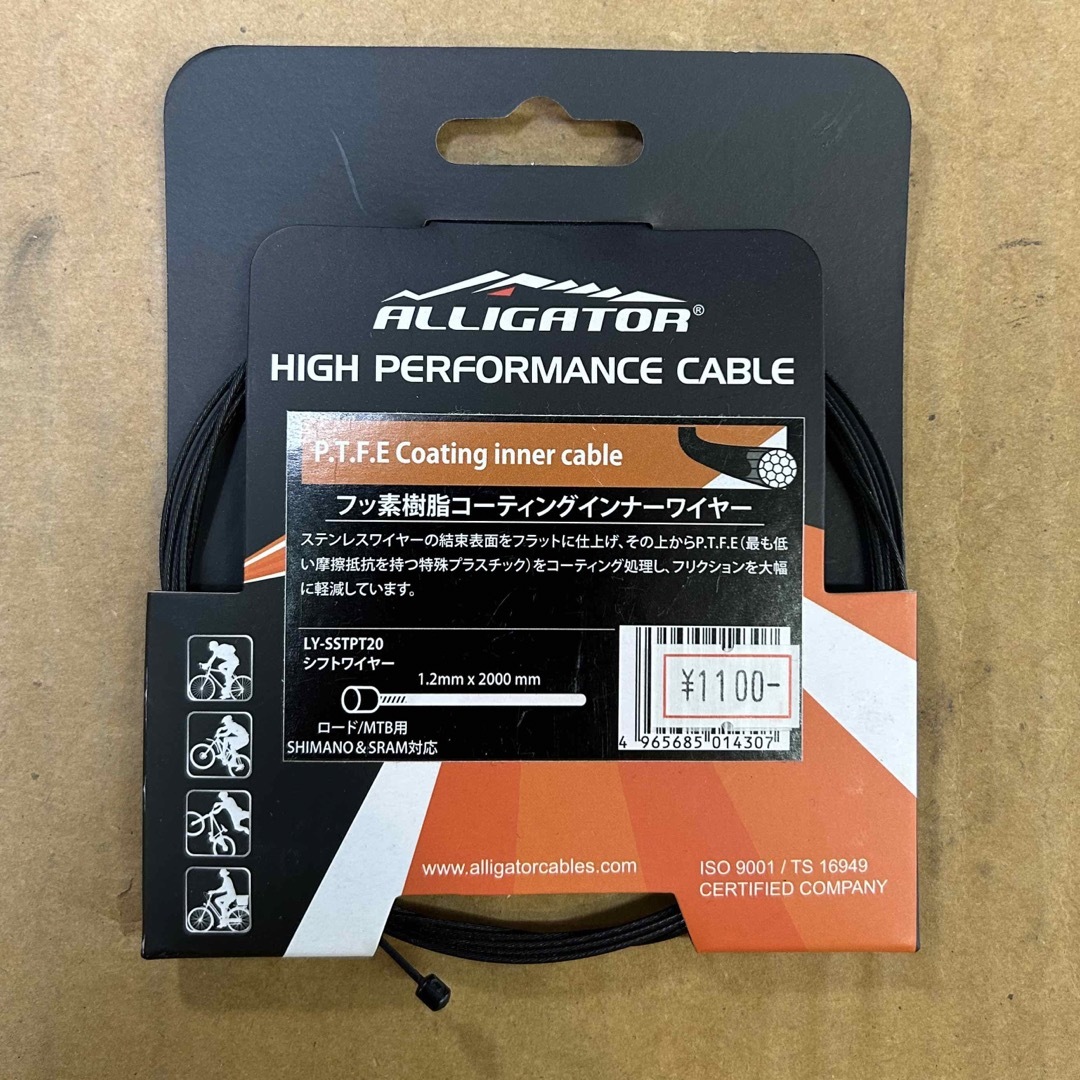 ALLIGATOR®
HIGH PERFORMANCE CABLE
P.T.F.E Coating inner cable
フッ素樹脂コーティングインナーワイヤー
ステンレスワイヤーの結束表面をフラットに仕上げ、その上からP.T.F.E(最も低
い摩擦抵抗を持つ特殊プラスチック)をコーティング処理し、フリクションを大幅
に軽減しています。
LY-SSTPT20
シフトワイヤー
1.2mm x 2000 mm
ロード/MTB用
SHIMANO&SRAM対応
¥1100-
4 965685 014307
www.alligatorcables.com
ISO 9001 / TS 16949
CERTIFIED COMPANY